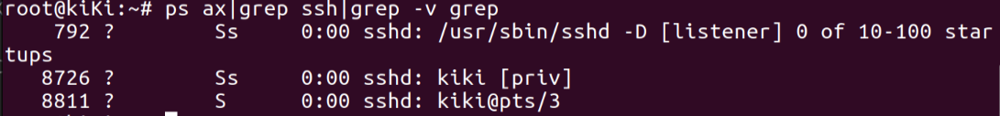 root@kiKi:~# ps ax|grep ssh|grep -v grep
    792 ?        Ss     0:00 sshd: /usr/sbin/sshd -D [listener] 0 of 10-100 star
tups
   8726 ?        Ss     0:00 sshd: kiki [priv]
   8811 ?        S      0:00 sshd: kiki@pts/3